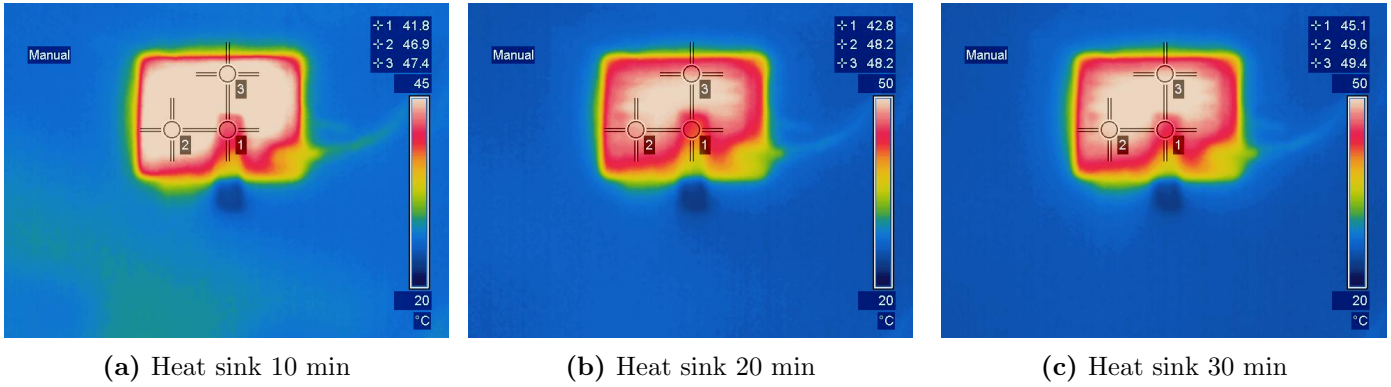 Manual
⊹1 41.8
⊹2 46.9
⊹3 47.4
45
3
2
1
20
°C
(a) Heat sink 10 min
Manual
⊹1 42.8
⊹2 48.2
⊹3 48.2
50
3
2
1
20
°C
(b) Heat sink 20 min
Manual
⊹1 45.1
⊹2 49.6
⊹3 49.4
50
3
2
1
20
°C
(c) Heat sink 30 min